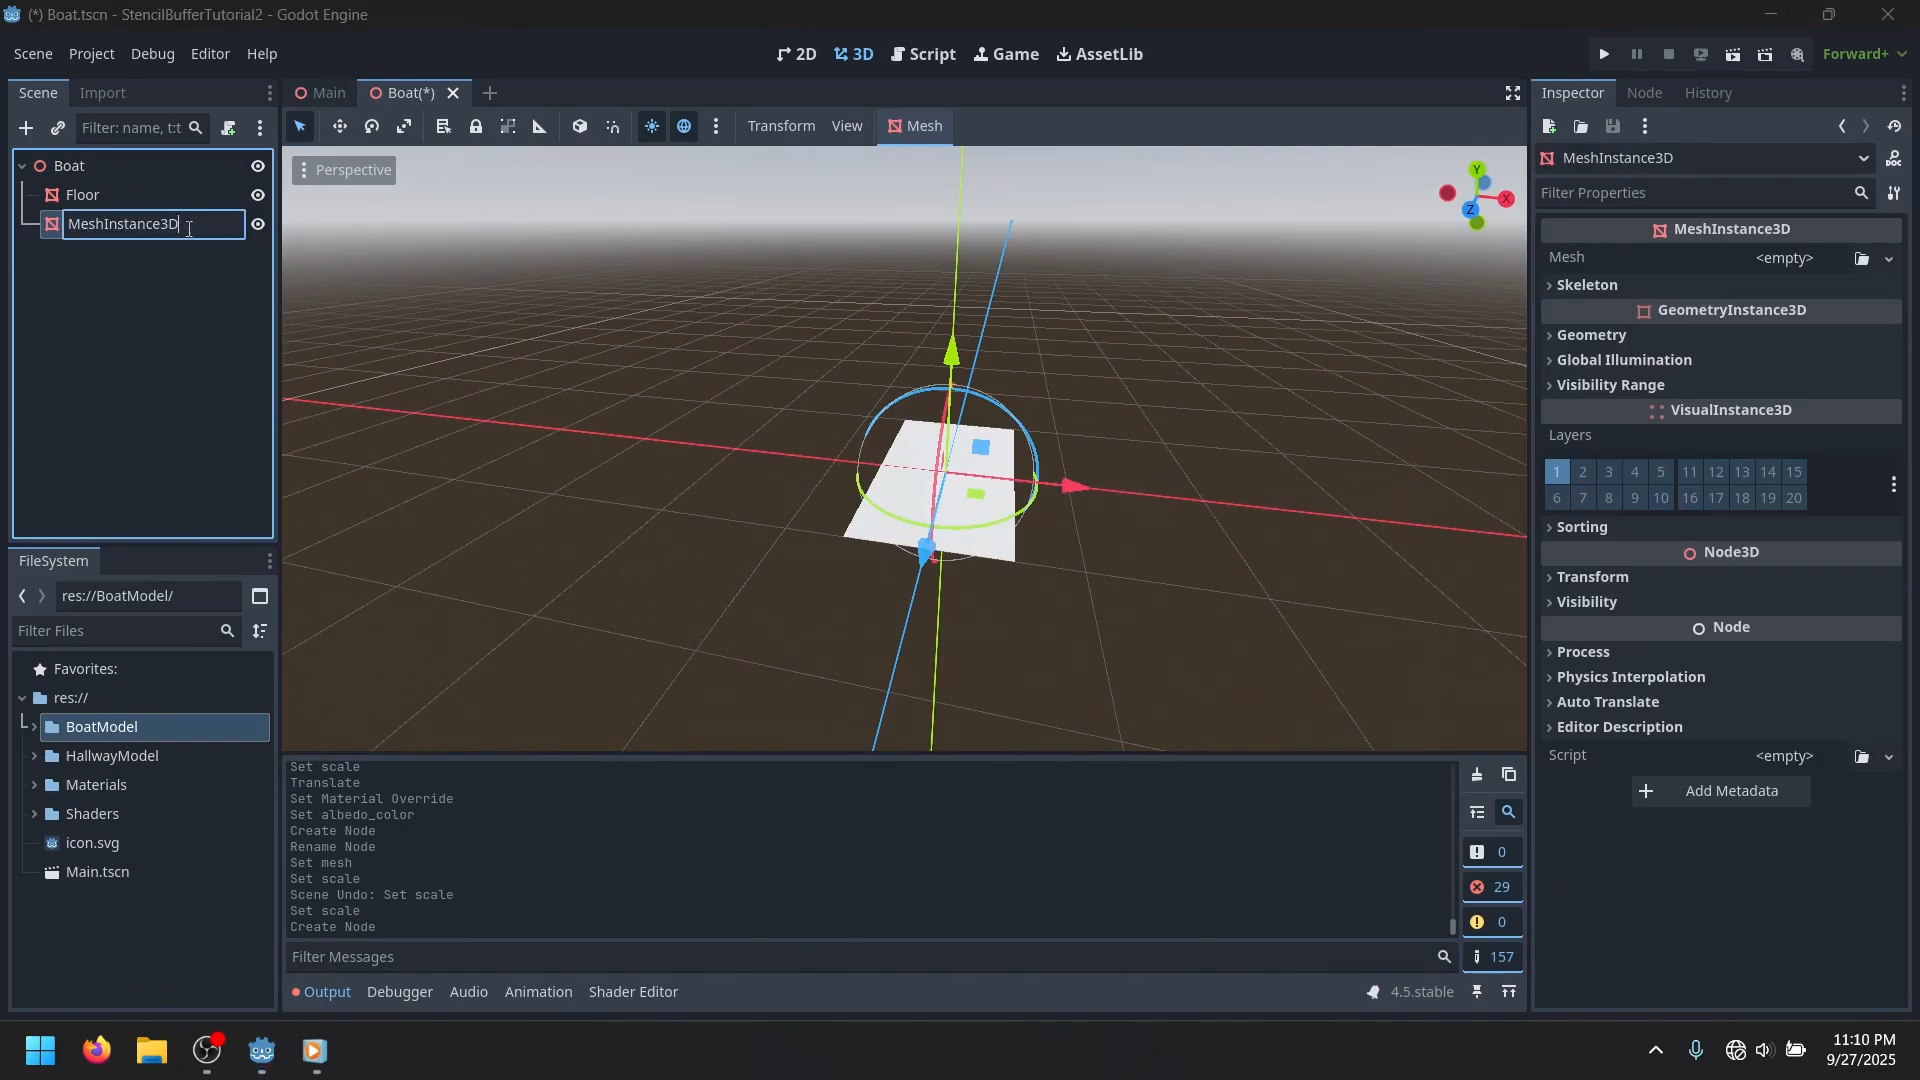 (*) Boat.tscn - StencilBufferTutorial2 - Godot Engine
Scene Project Debug Editor Help
2D 3D Script Game AssetLib
Forward+
Scene Import
Filter: name, t:t
Boat
Floor
MeshInstance3D
FileSystem
res://BoatModel/
Filter Files
Favorites:
res://
BoatModel
HallwayModel
Materials
Shaders
icon.svg
Main.tscn
Main Boat(*)
Transform View Mesh
Perspective
Y
X
Z
Set scale
Translate
Set Material Override
Set albedo_color
Create Node
Rename Node
Set mesh
Set scale
Scene Undo: Set scale
Set scale
Create Node
0
29
0
157
Filter Messages
Output Debugger Audio Animation Shader Editor
4.5.stable
Inspector Node History
MeshInstance3D
Filter Properties
MeshInstance3D
Mesh <empty>
Skeleton
GeometryInstance3D
Geometry
Global Illumination
Visibility Range
VisualInstance3D
Layers
1 2 3 4 5 11 12 13 14 15
6 7 8 9 10 16 17 18 19 20
Sorting
Node3D
Transform
Visibility
Node
Process
Physics Interpolation
Auto Translate
Editor Description
Script <empty>
Add Metadata
11:10 PM
9/27/2025